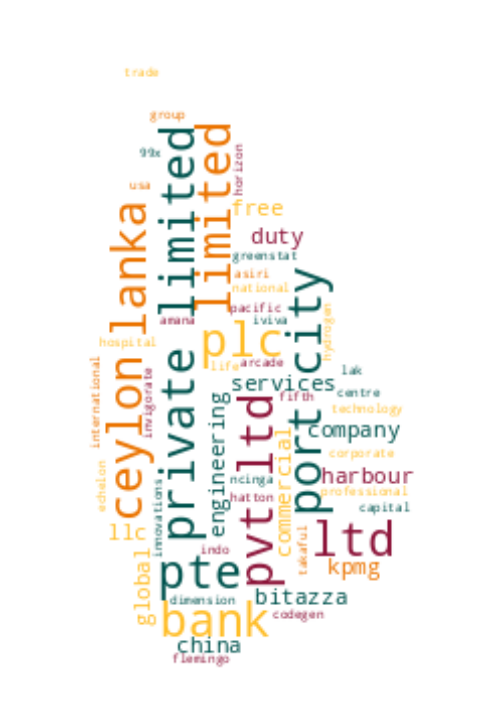 trade
group
99x
usa
private limited
limited
horizon
free
duty
greenstat
asiri
national
pacific
iviva
amana
ceylon
lanka
plc
port city
hydrogen
hospital
life
arcade
lak
services
centre
international
invigorate
fifth
technology
engineering
pvt ltd
company
commercial
corporate
echelon
innovations
ncinga
harbour
hatton
professional
capital
llc
ltd
indo
takaful
kpmg
global
pte
dimension
bitazza
bank
codegen
china
flemingo